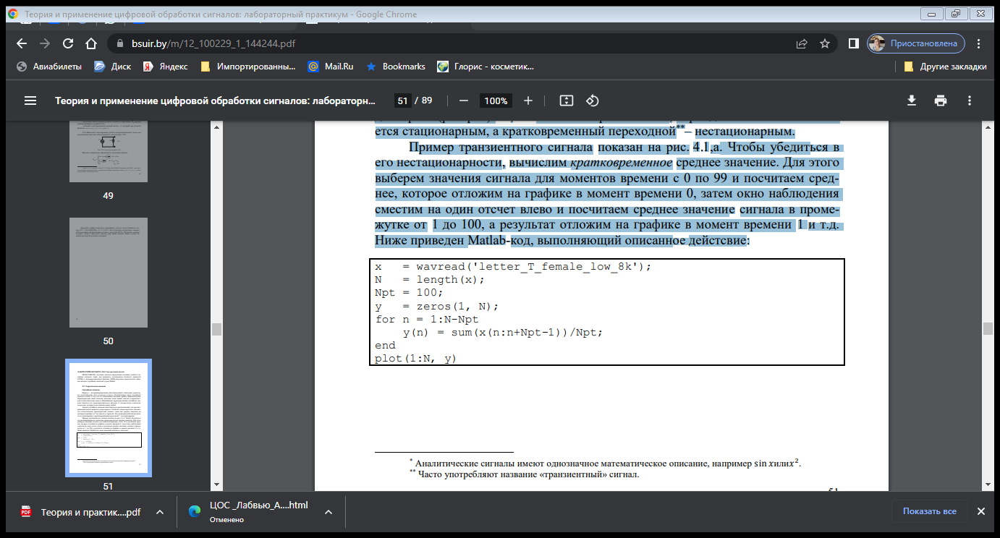 Теория и применение цифровой обработки сигналов: лабораторный практикум - Google Chrome
bsuir.by/m/12_100229_1_144244.pdf
Приостановлена
Авиабилеты
Диск
Яндекс
Импортированны...
Mail.Ru
Bookmarks
Глорис - косметик...
Другие закладки
Теория и применение цифровой обработки сигналов: лабораторн...
51 / 89
100%
49
50
51
ется стационарным, а кратковременный переходной**– нестационарным.
Пример транзиентного сигнала показан на рис. 4.1,а. Чтобы убедиться в
его нестационарности, вычислим кратковременное среднее значение. Для этого
выберем значения сигнала для моментов времени с 0 по 99 и посчитаем сред-
нее, которое отложим на графике в момент времени 0, затем окно наблюдения
сместим на один отсчет влево и посчитаем среднее значение сигнала в проме-
жутке от 1 до 100, а результат отложим на графике в момент времени 1 и т.д.
Ниже приведен Matlab-код, выполняющий описанное действсвие:
x = wavread('letter_T_female_low_8k');
N = length(x);
Npt = 100;
y = zeros(1, N);
for n = 1:N-Npt
y(n) = sum(x(n:n+Npt-1))/Npt;
end
plot(1:N, y)
* Аналитические сигналы имеют однозначное математическое описание, например sin xилиx².
** Часто употребляют название «транзиентный» сигнал.
Теория и практик....pdf
ЦОС _Лабвью_А....html
Отменено
Показать все